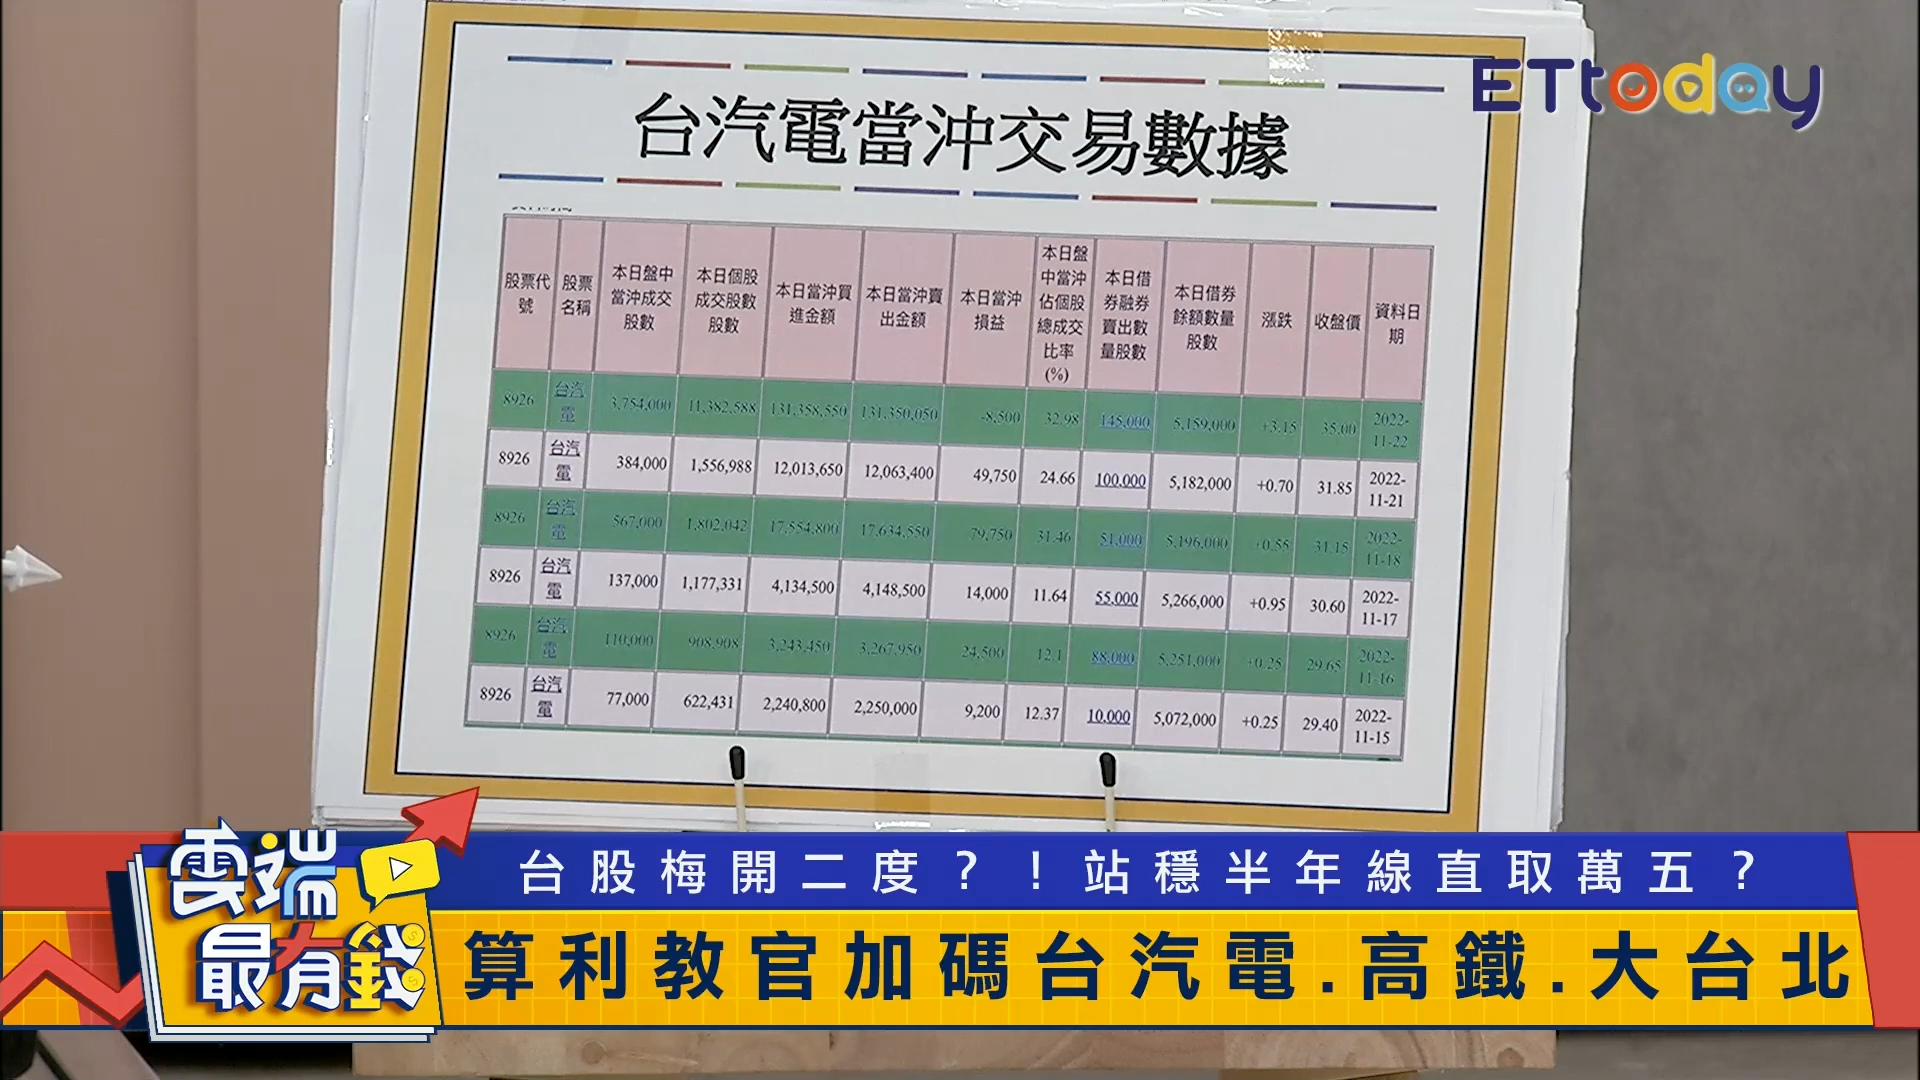 ETtoday
台汽電當沖交易數據
股票代號 股票名稱 本日盤中當沖成交股數 本日個股成交股數股數 本日當沖買進金額 本日當沖賣出金額 本日當沖損益 本日盤中當沖佔個股總成交比率(%) 本日借券融券賣出數量股數 本日借券餘額數量股數 漲跌 收盤價 資料日期
8926 台汽電 3,754,000 11,382,588 131,358,550 131,350,050 -8,500 32.98 145,000 5,159,000 +3.15 35.00 2022-11-22
8926 台汽電 384,000 1,556,988 12,013,650 12,063,400 49,750 24.66 100,000 5,182,000 +0.70 31.85 2022-11-21
8926 台汽電 567,000 1,802,042 17,554,800 17,634,550 79,750 31.46 51,000 5,196,000 +0.55 31.15 2022-11-18
8926 台汽電 137,000 1,177,331 4,134,500 4,148,500 14,000 11.64 55,000 5,266,000 +0.95 30.60 2022-11-17
8926 台汽電 110,000 908,908 3,243,450 3,267,950 24,500 12.1 88,000 5,251,000 +0.25 29.65 2022-11-16
8926 台汽電 77,000 622,431 2,240,800 2,250,000 9,200 12.37 10,000 5,072,000 +0.25 29.40 2022-11-15
雲端最有錢
台股梅開二度？！站穩半年線直取萬五？
算利教官加碼台汽電.高鐵.大台北